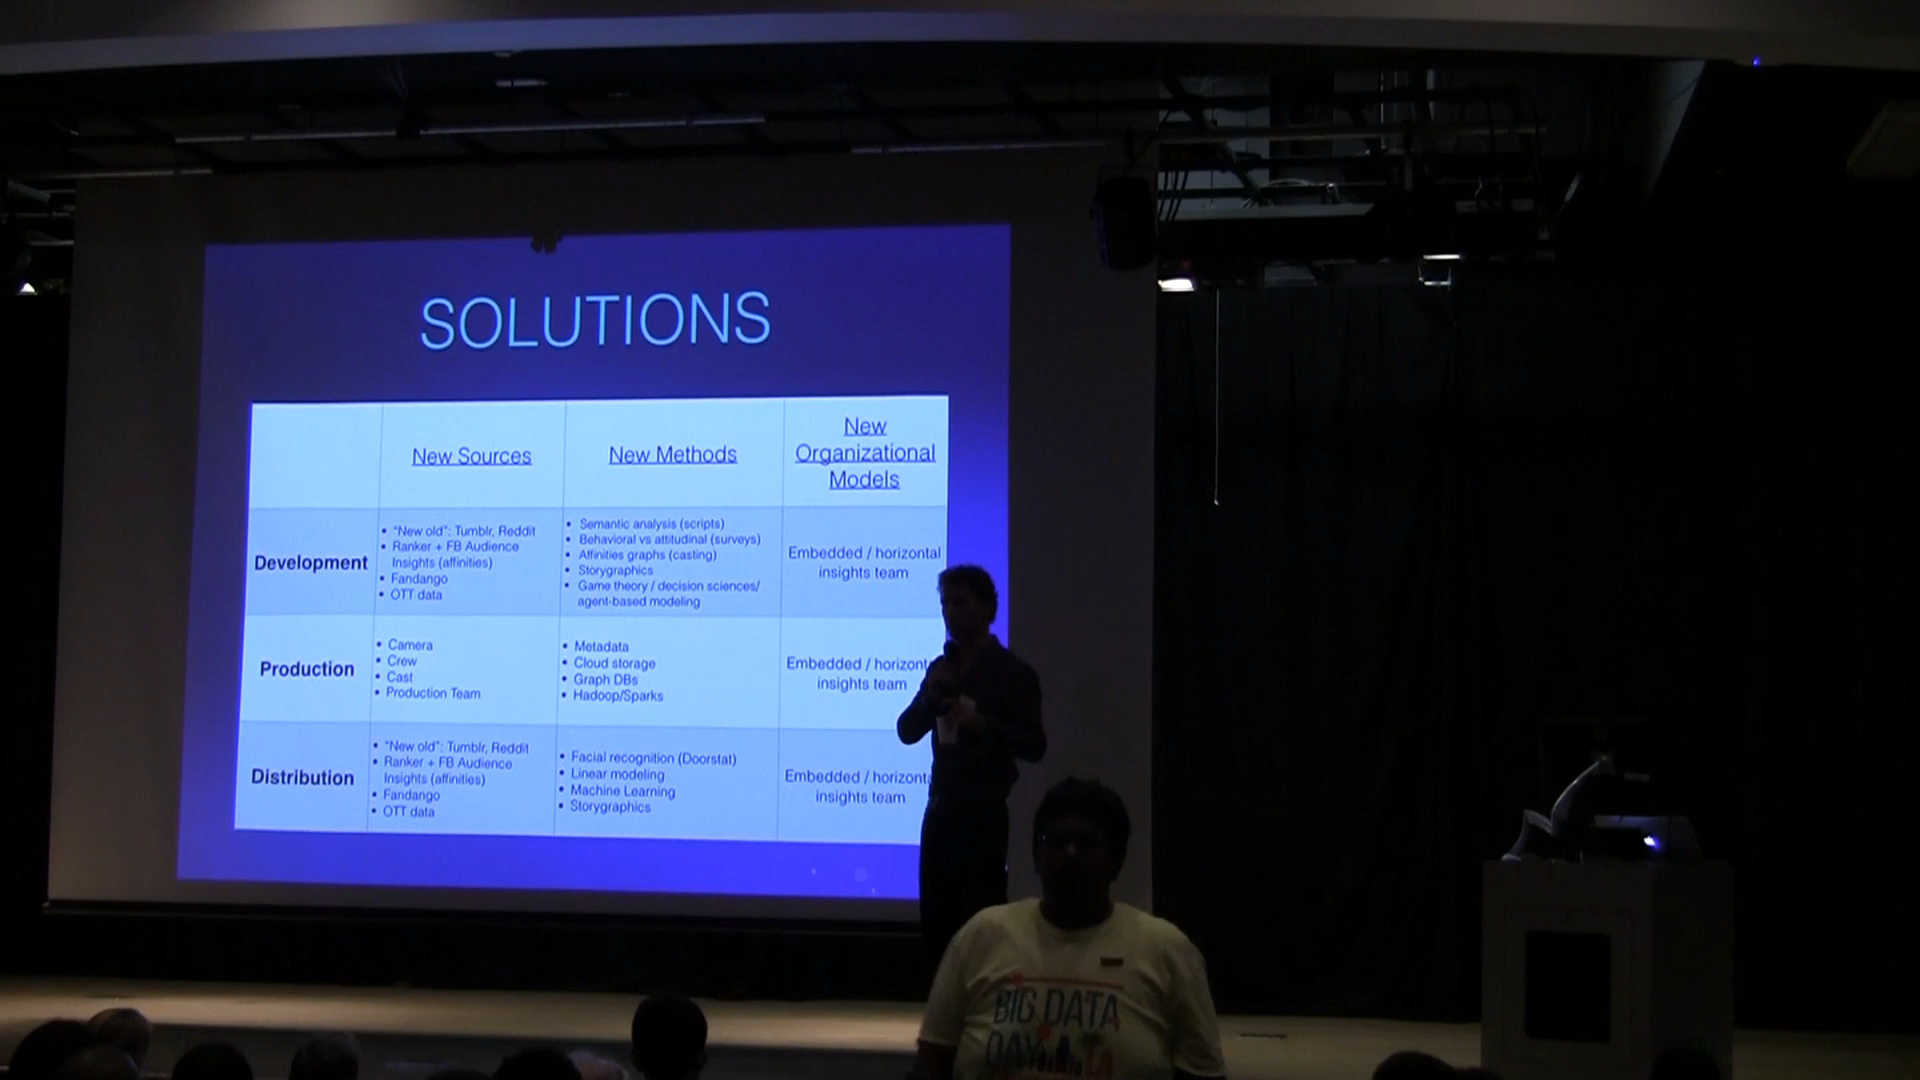 SOLUTIONS
New Sources
New Methods
New
Organizational
Models
Development
• "New old": Tumblr, Reddit
• Ranker + FB Audience
Insights (affinities)
• Fandango
• OTT data
• Semantic analysis (scripts)
• Behavioral vs attitudinal (surveys)
• Affinities graphs (casting)
• Storygraphics
• Game theory / decision sciences/
agent-based modeling
Embedded / horizontal
insights team
Production
• Camera
• Crew
• Cast
• Production Team
• Metadata
• Cloud storage
• Graph DBs
• Hadoop/Sparks
Embedded / horizont
insights team
Distribution
• "New old": Tumblr, Reddit
• Ranker + FB Audience
Insights (affinities)
• Fandango
• OTT data
• Facial recognition (Doorstat)
• Linear modeling
• Machine Learning
• Storygraphics
Embedded / horizonta
insights team
BIG DATA
DAY LA